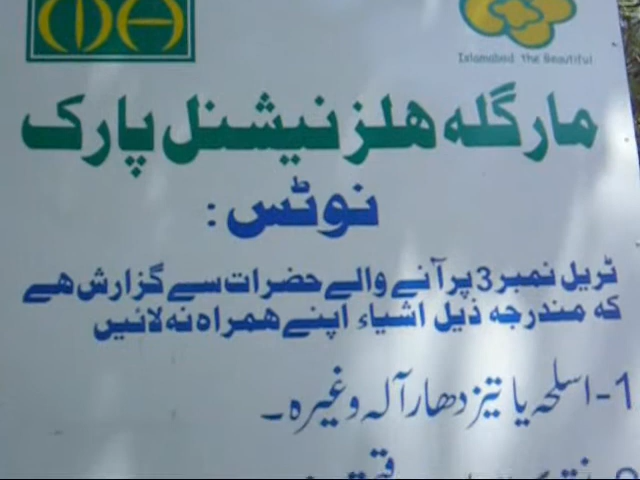 Islamabad the Beautiful
مارگلہ ہلز نیشنل پارک
نوٹس :
ٹریل نمبر 3 پر آنے والے حضرات سے گزارش ہے
کہ مندرجہ ذیل اشیاء اپنے ہمراہ نہ لائیں
1- اسلحہ یا تیز دھار آلہ وغیرہ۔